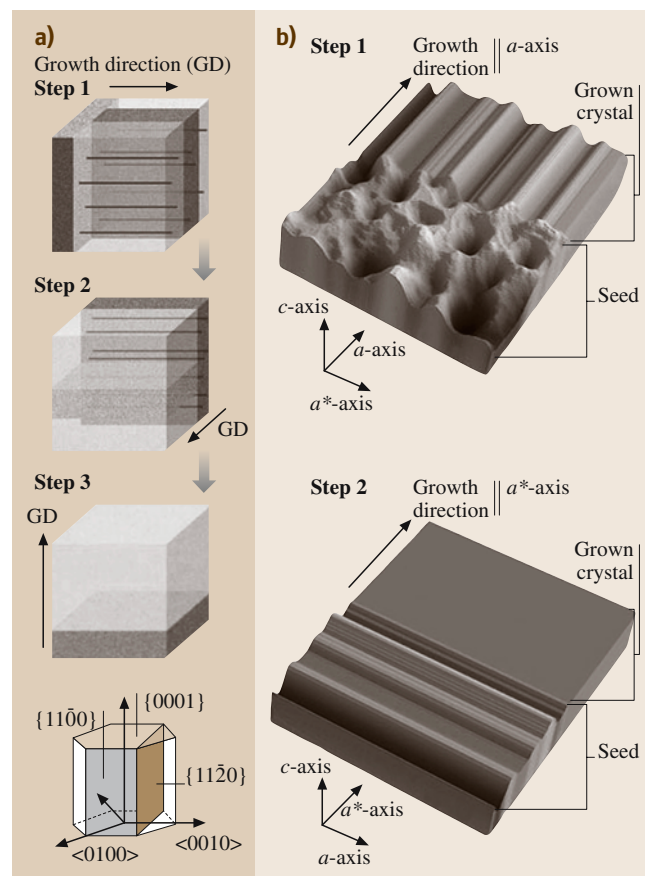 a)
Growth direction (GD)
Step 1
Step 2
GD
Step 3
GD
{0001}
{11̄00}
{112̄0}
<0100>
<0010>
b)
Step 1
Growth direction || a-axis
Grown
crystal
Seed
c-axis
a-axis
a*-axis
Step 2
Growth direction || a*-axis
Grown
crystal
Seed
c-axis
a*-axis
a-axis